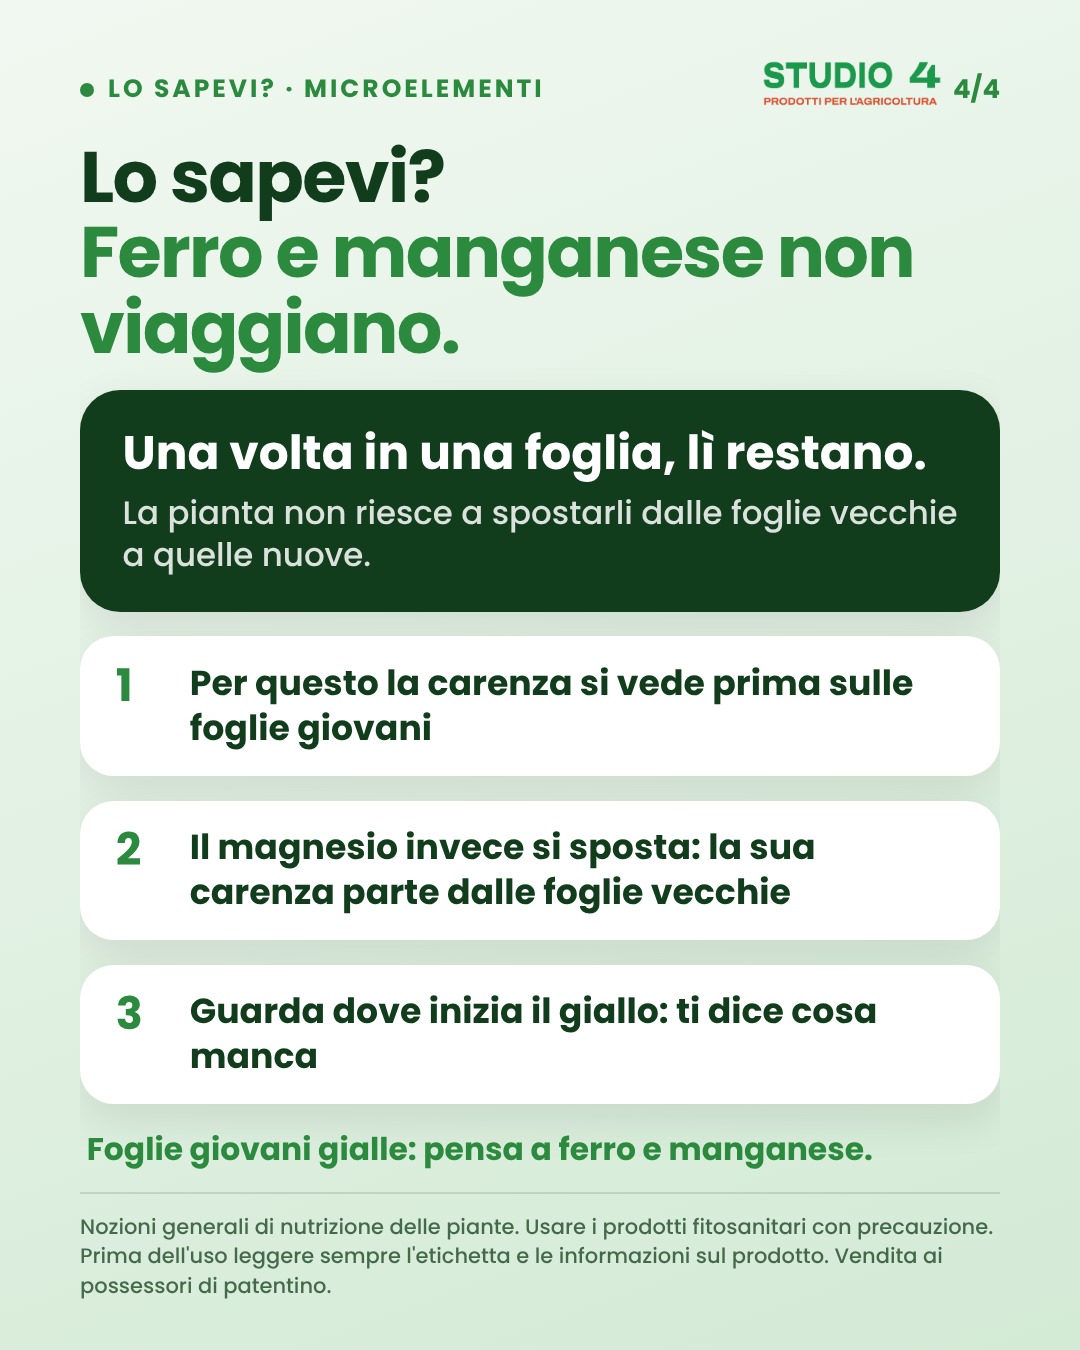 LO SAPEVI? · MICROELEMENTI
STUDIO 4
PRODOTTI PER L'AGRICOLTURA
4/4
Lo sapevi?
Ferro e manganese non
viaggiano.
Una volta in una foglia, lì restano.
La pianta non riesce a spostarli dalle foglie vecchie
a quelle nuove.
1 Per questo la carenza si vede prima sulle
foglie giovani
2 Il magnesio invece si sposta: la sua
carenza parte dalle foglie vecchie
3 Guarda dove inizia il giallo: ti dice cosa
manca
Foglie giovani gialle: pensa a ferro e manganese.
Nozioni generali di nutrizione delle piante. Usare i prodotti fitosanitari con precauzione.
Prima dell'uso leggere sempre l'etichetta e le informazioni sul prodotto. Vendita ai
possessori di patentino.